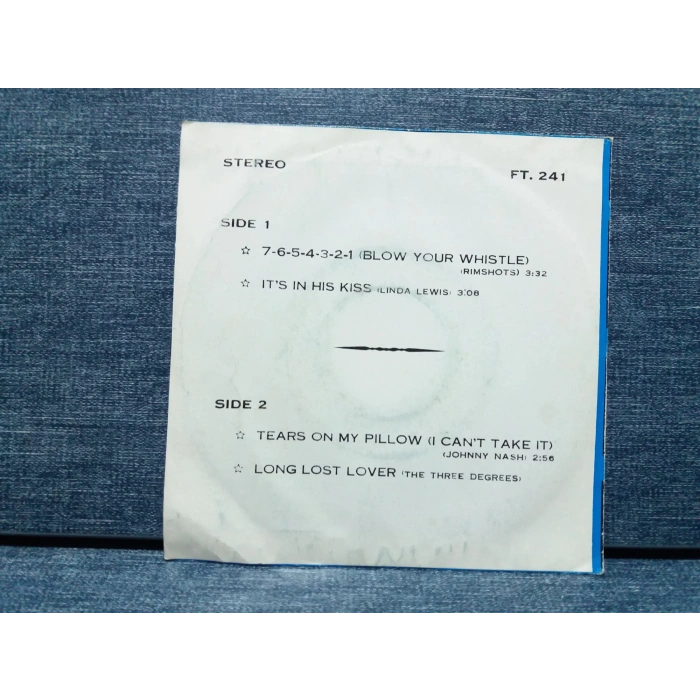 STEREO
FT. 241
SIDE 1
☆ 7-6-5-4-3-2-1 (BLOW YOUR WHISTLE)
(RIMSHOTS) 3:32
☆ IT'S IN HIS KISS (LINDA LEWIS) 3:08
SIDE 2
☆ TEARS ON MY PILLOW (I CAN'T TAKE IT)
(JOHNNY NASH) 2:56
☆ LONG LOST LOVER (THE THREE DEGREES)